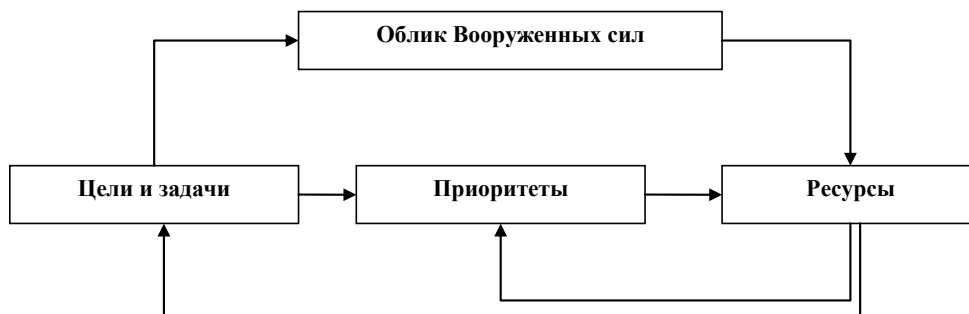 Облик Вооруженных сил
Цели и задачи
Приоритеты
Ресурсы